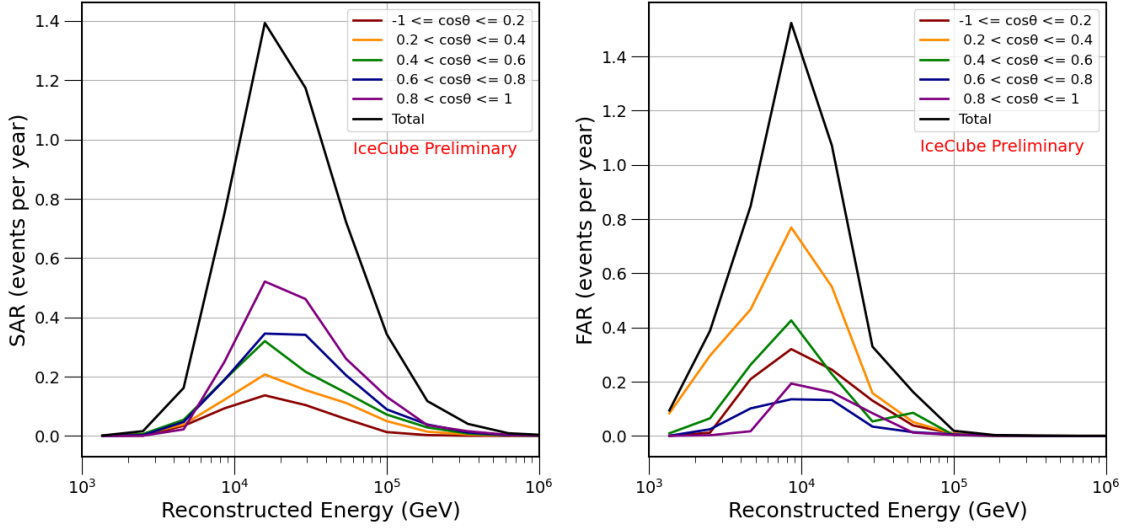 SAR (events per year)
1.4
1.2
1.0
0.8
0.6
0.4
0.2
0.0
10³
10⁴
10⁵
10⁶
Reconstructed Energy (GeV)
-1 <= cosθ <= 0.2
0.2 < cosθ <= 0.4
0.4 < cosθ <= 0.6
0.6 < cosθ <= 0.8
0.8 < cosθ <= 1
Total
IceCube Preliminary
FAR (events per year)
1.4
1.2
1.0
0.8
0.6
0.4
0.2
0.0
10³
10⁴
10⁵
10⁶
Reconstructed Energy (GeV)
-1 <= cosθ <= 0.2
0.2 < cosθ <= 0.4
0.4 < cosθ <= 0.6
0.6 < cosθ <= 0.8
0.8 < cosθ <= 1
Total
IceCube Preliminary